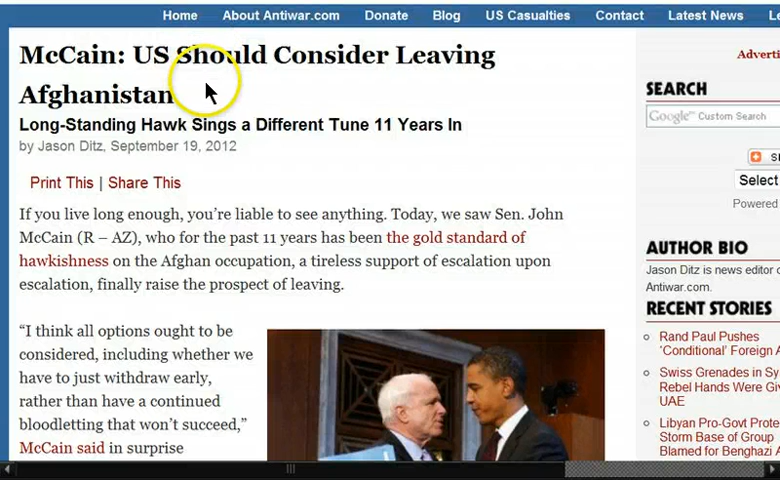 Home About Antiwar.com Donate Blog US Casualties Contact Latest News
McCain: US Should Consider Leaving
Afghanistan
Long-Standing Hawk Sings a Different Tune 11 Years In
by Jason Ditz, September 19, 2012
Print This | Share This
If you live long enough, you're liable to see anything. Today, we saw Sen. John
McCain (R – AZ), who for the past 11 years has been the gold standard of
hawkishness on the Afghan occupation, a tireless support of escalation upon
escalation, finally raise the prospect of leaving.
“I think all options ought to be
considered, including whether we
have to just withdraw early,
rather than have a continued
bloodletting that won't succeed,”
McCain said in surprise
SEARCH
Google™ Custom Search
Select
Powered
AUTHOR BIO
Jason Ditz is news editor
Antiwar.com.
RECENT STORIES
Rand Paul Pushes
‘Conditional’ Foreign
Swiss Grenades in
Rebel Hands Were
UAE
Libyan Pro-Govt
Storm Base of Group
Blamed for Benghazi